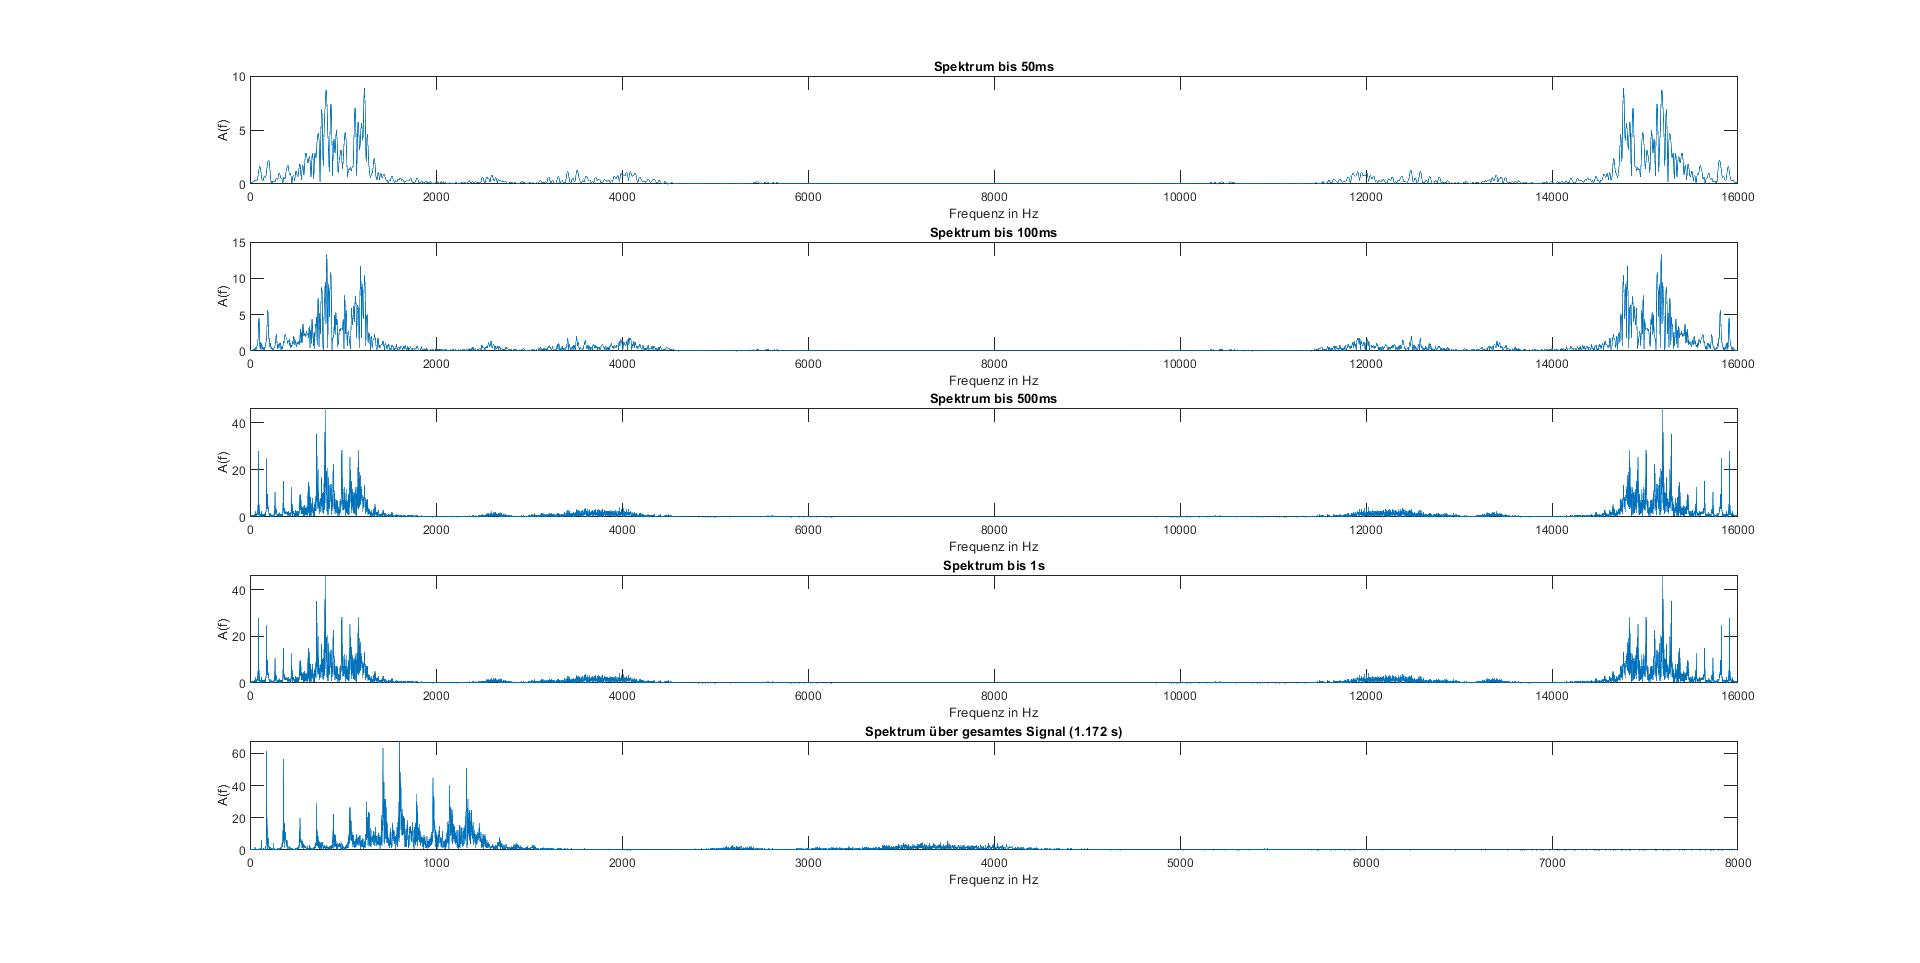 Spektrum bis 50ms
10
5
0
A(f)
0 2000 4000 6000 8000 10000 12000 14000 16000
Frequenz in Hz
Spektrum bis 100ms
15
10
5
0
A(f)
0 2000 4000 6000 8000 10000 12000 14000 16000
Frequenz in Hz
Spektrum bis 500ms
40
20
0
A(f)
0 2000 4000 6000 8000 10000 12000 14000 16000
Frequenz in Hz
Spektrum bis 1s
40
20
0
A(f)
0 2000 4000 6000 8000 10000 12000 14000 16000
Frequenz in Hz
Spektrum über gesamtes Signal (1.172 s)
60
40
20
0
A(f)
0 1000 2000 3000 4000 5000 6000 7000 8000
Frequenz in Hz